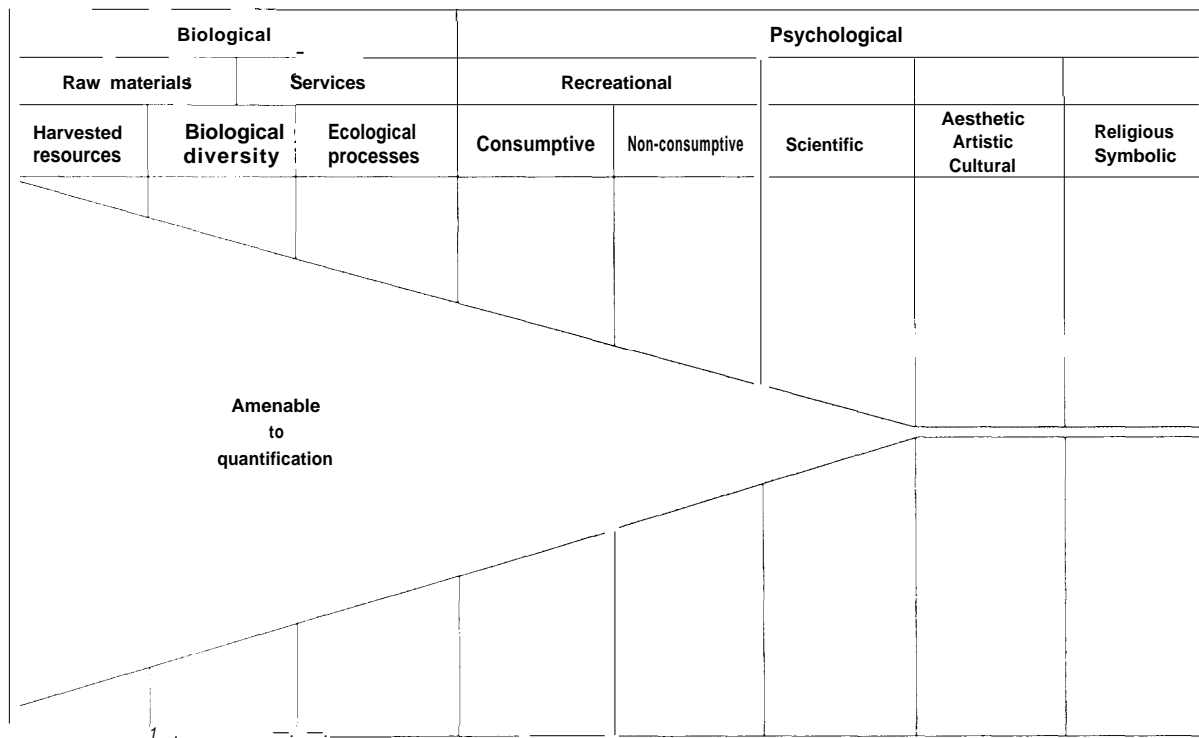 Biological
Psychological
Raw materials
Services
Recreational
Harvested
resources
Biological
diversity
Ecological
processes
Consumptive
Non-consumptive
Scientific
Aesthetic
Artistic
Cultural
Religious
Symbolic
Amenable
to
quantification